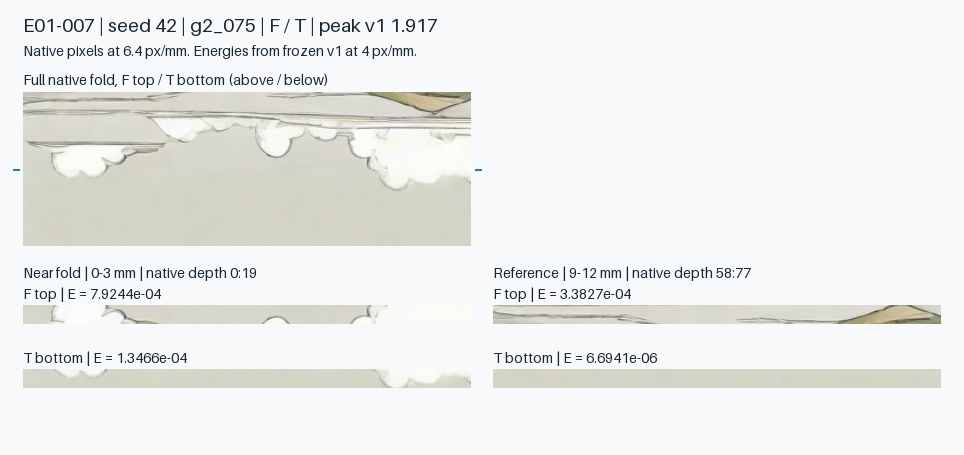 E01-007 | seed 42 | g2_075 | F / T | peak v1 1.917
Native pixels at 6.4 px/mm. Energies from frozen v1 at 4 px/mm.
Full native fold, F top / T bottom (above / below)
Near fold | 0-3 mm | native depth 0:19
F top | E = 7.9244e-04
T bottom | E = 1.3466e-04
Reference | 9-12 mm | native depth 58:77
F top | E = 3.3827e-04
T bottom | E = 6.6941e-06